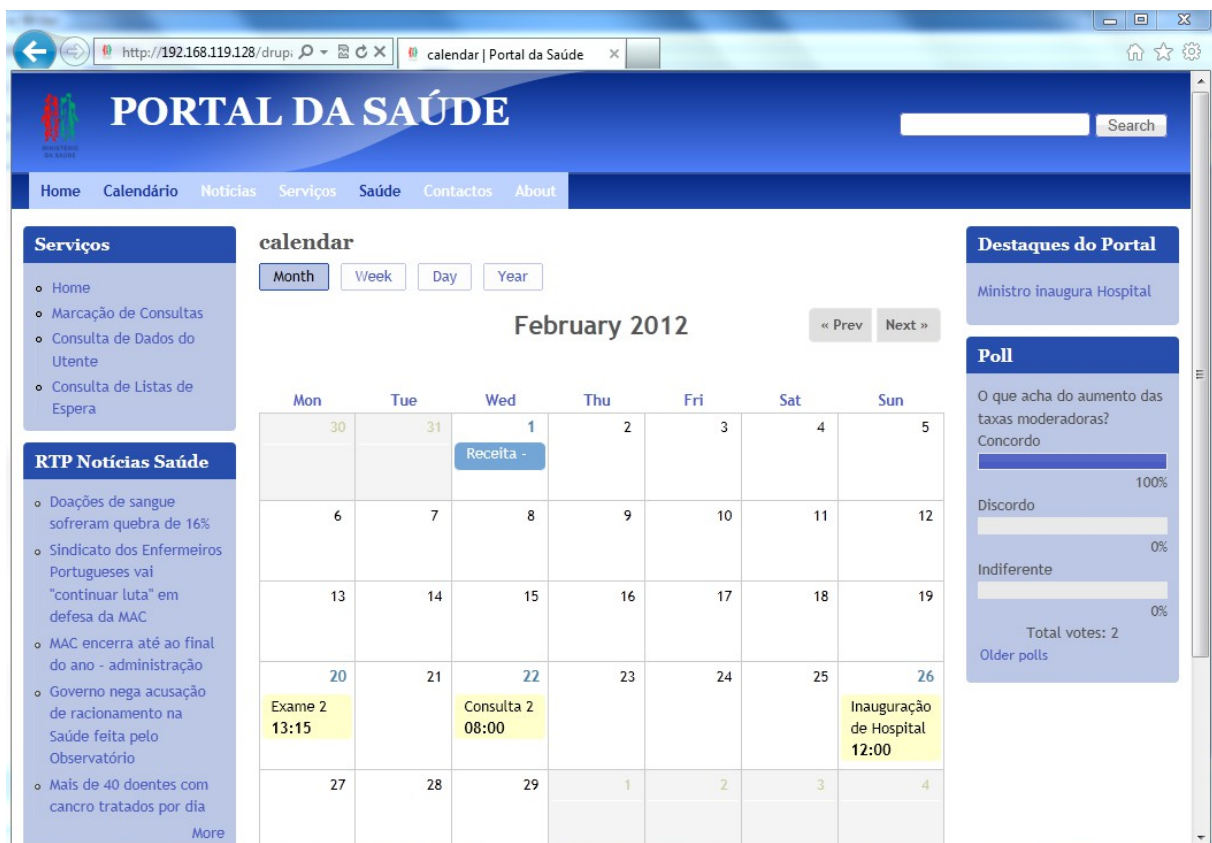 http://192.168.119.128/drup
calendar | Portal da Saúde
MINISTÉRIO
DA SAÚDE
PORTAL DA SAÚDE
Search
Home Calendário Notícias Serviços Saúde Contactos About
Serviços
Home
Marcação de Consultas
Consulta de Dados do
Utente
Consulta de Listas de
Espera
RTP Notícias Saúde
Doações de sangue
sofreram quebra de 16%
Sindicato dos Enfermeiros
Portugueses vai
"continuar luta" em
defesa da MAC
MAC encerra até ao final
do ano - administração
Governo nega acusação
de racionamento na
Saúde feita pelo
Observatório
Mais de 40 doentes com
cancro tratados por dia
More
calendar
Month Week Day Year
February 2012
« Prev Next »
Mon Tue Wed Thu Fri Sat Sun
30 31 1 2 3 4 5
Receita -
6 7 8 9 10 11 12
13 14 15 16 17 18 19
20 21 22 23 24 25 26
Exame 2 Consulta 2 Inauguração
13:15 08:00 de Hospital
12:00
27 28 29 1 2 3 4
Destaques do Portal
Ministro inaugura Hospital
Poll
O que acha do aumento das
taxas moderadoras?
Concordo
100%
Discordo
0%
Indiferente
0%
Total votes: 2
Older polls